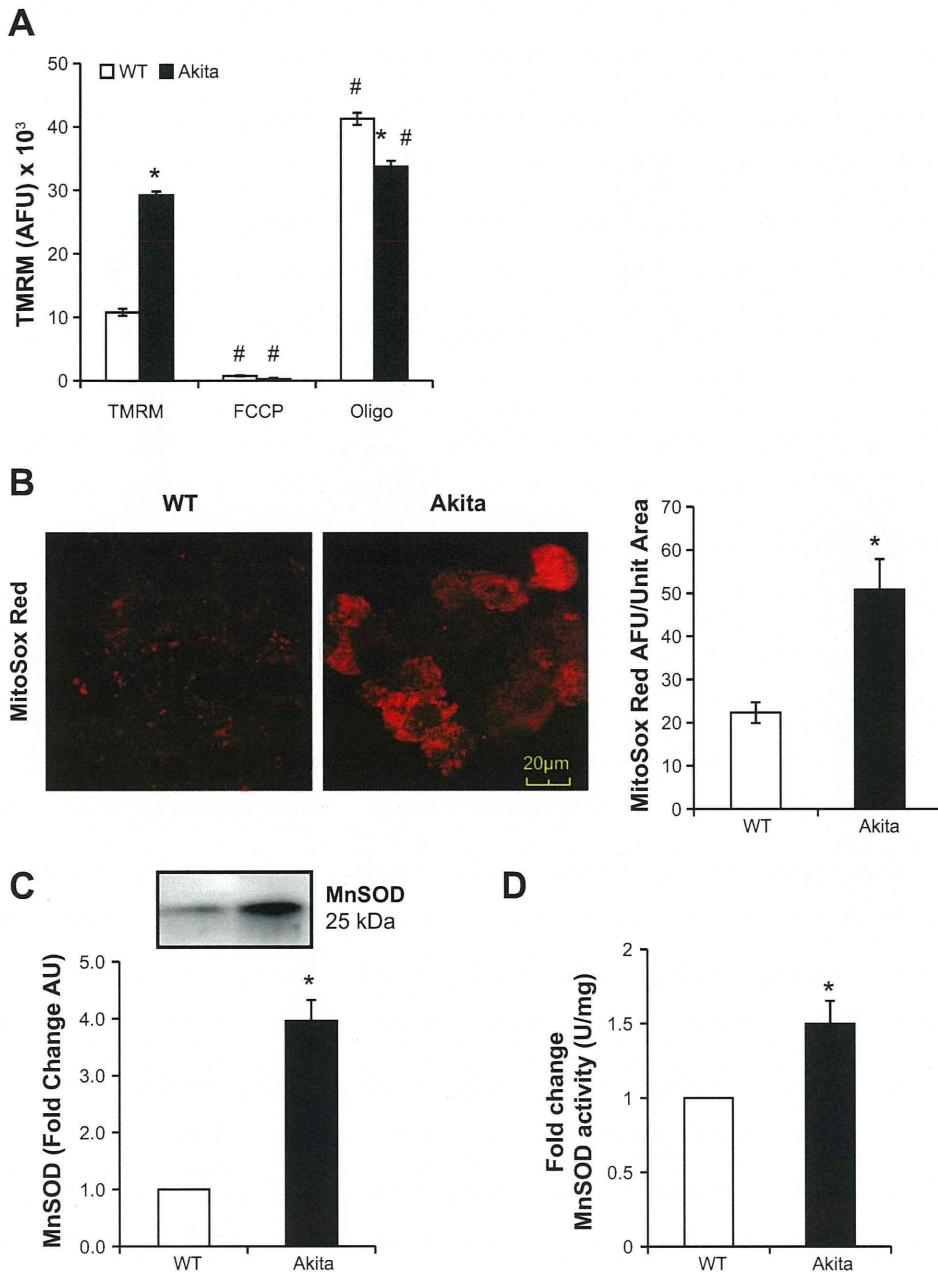 A
TMRM (AFU) x 10³
50
40
30
20
10
0
WT Akita
*
# #
#
* #
TMRM FCCP Oligo
B
WT Akita
MitoSox Red
20µm
MitoSox Red AFU/Unit Area
70
60
50
40
30
20
10
0
*
WT Akita
C
MnSOD
25 kDa
MnSOD (Fold Change AU)
5.0
4.0
3.0
2.0
1.0
0.0
*
WT Akita
D
Fold change
MnSOD activity (U/mg)
2
1.5
1
0.5
0
*
WT Akita